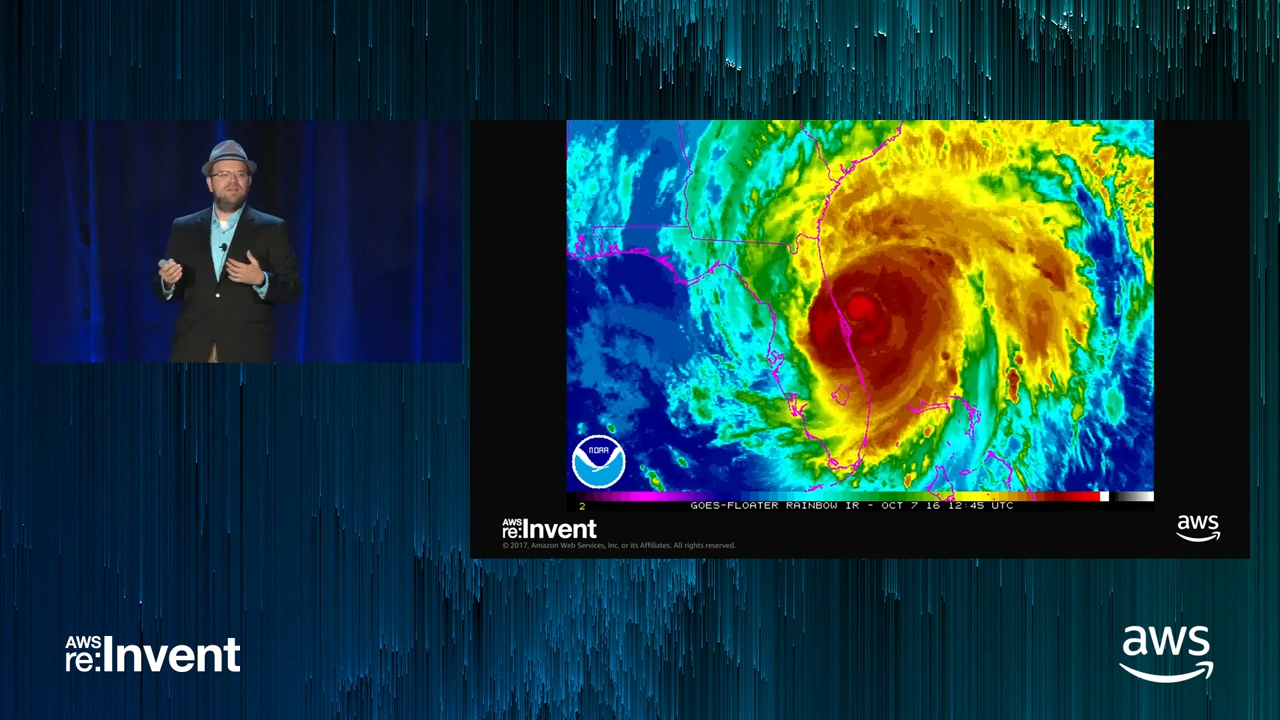 NOAA
2
GOES-FLOATER RAINBOW IR - OCT 7 16 12:45 UTC
AWS
re:Invent
© 2017, Amazon Web Services, Inc. or its Affiliates. All rights reserved.
aws
AWS
re:Invent
aws